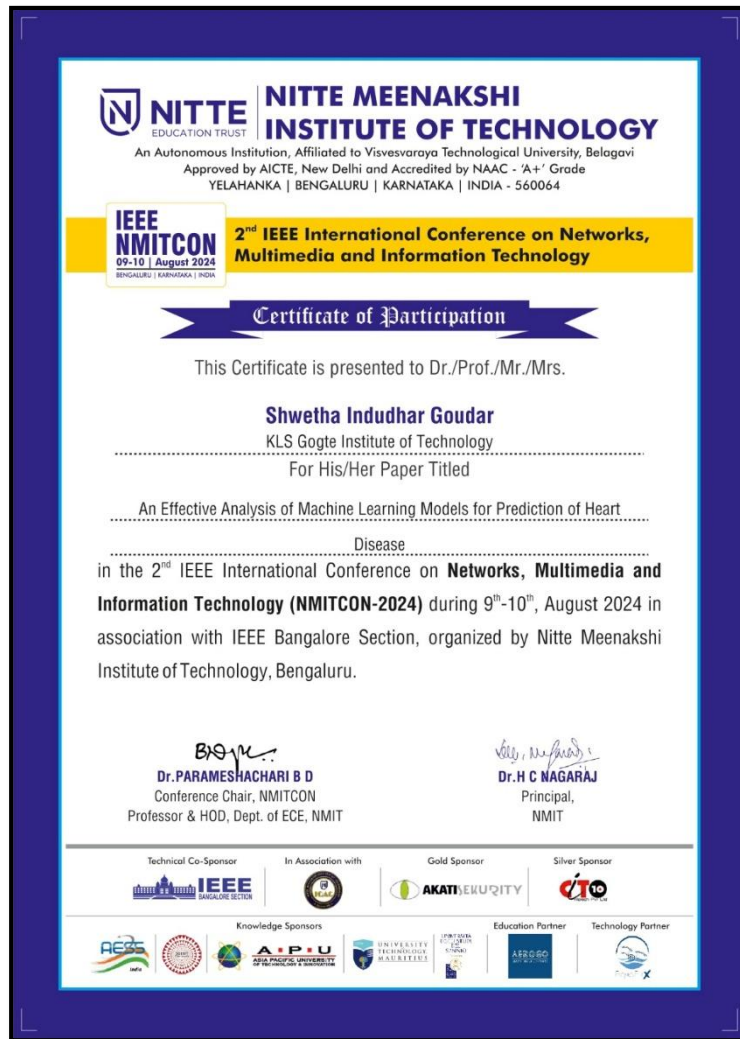 NITTE
EDUCATION TRUST
NITTE MEENAKSHI
INSTITUTE OF TECHNOLOGY
An Autonomous Institution, Affiliated to Visvesvaraya Technological University, Belagavi
Approved by AICTE, New Delhi and Accredited by NAAC - 'A+' Grade
YELAHANKA | BENGALURU | KARNATAKA | INDIA - 560064
IEEE
NMITCON
09-10 | August 2024
BENGALURU | KARNATAKA | INDIA
2nd IEEE International Conference on Networks,
Multimedia and Information Technology
Certificate of Participation
This Certificate is presented to Dr./Prof./Mr./Mrs.
Shwetha Indudhar Goudar
KLS Gogte Institute of Technology
For His/Her Paper Titled
An Effective Analysis of Machine Learning Models for Prediction of Heart
Disease
in the 2nd IEEE International Conference on Networks, Multimedia and
Information Technology (NMITCON-2024) during 9th-10th, August 2024 in
association with IEEE Bangalore Section, organized by Nitte Meenakshi
Institute of Technology, Bengaluru.
Dr.PARAMESHACHARI B D
Conference Chair, NMITCON
Professor & HOD, Dept. of ECE, NMIT
Dr.H C NAGARAJ
Principal,
NMIT
Technical Co-Sponsor
In Association with
Gold Sponsor
Silver Sponsor
IEEE
BANGALORE SECTION
AKATI SEKURITY
Knowledge Sponsors
Education Partner
Technology Partner
AESS
India
A•P•U
ASIA PACIFIC UNIVERSITY
OF TECHNOLOGY & INNOVATION
UNIVERSITY
TECHNOLOGY
MAURITIUS